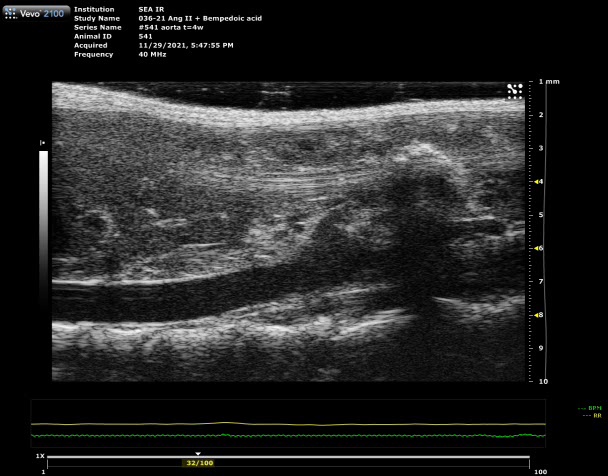 Vevo 2100
Institution SEA IR
Study Name 036-21 Ang II + Bempedoic acid
Series Name #541 aorta t=4w
Animal ID 541
Acquired 11/29/2021, 5:47:55 PM
Frequency 40 MHz
1 mm
2
3
4
5
6
7
8
9
10
BPM
RR
1X
32/100
1 100